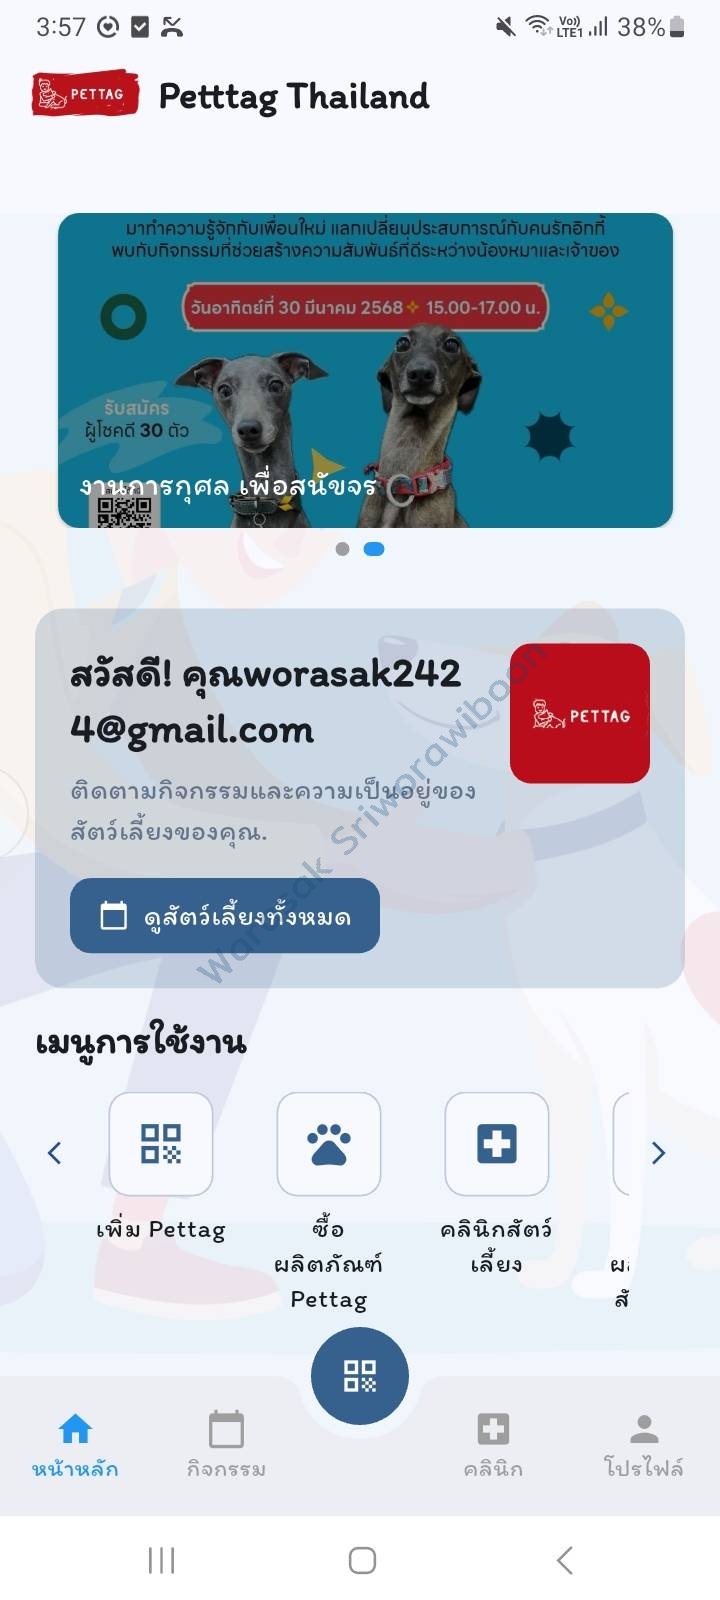 3:57
Vo)) LTE1 38%
PETTAG Petttag Thailand
มาทำความรู้จักกับเพื่อนใหม่ แลกเปลี่ยนประสบการณ์กับคนรักอิกกี้
พบกับกิจกรรมที่ช่วยสร้างความสัมพันธ์ที่ดีระหว่างน้องหมาและเจ้าของ
วันอาทิตย์ที่ 30 มีนาคม 2568 15.00-17.00 น.
รับสมัคร
ผู้โชคดี 30 ตัว
งานการกุศล เพื่อสนัขจร
สวัสดี! คุณworasak242
4@gmail.com
PETTAG
ติดตามกิจกรรมและความเป็นอยู่ของ
สัตว์เลี้ยงของคุณ.
Warasak Sriworawiboon
ดูสัตว์เลี้ยงทั้งหมด
เมนูการใช้งาน
เพิ่ม Pettag
ซื้อ
ผลิตภัณฑ์
Pettag
คลินิกสัตว์
เลี้ยง
หน้าหลัก
กิจกรรม
คลินิก
โปรไฟล์